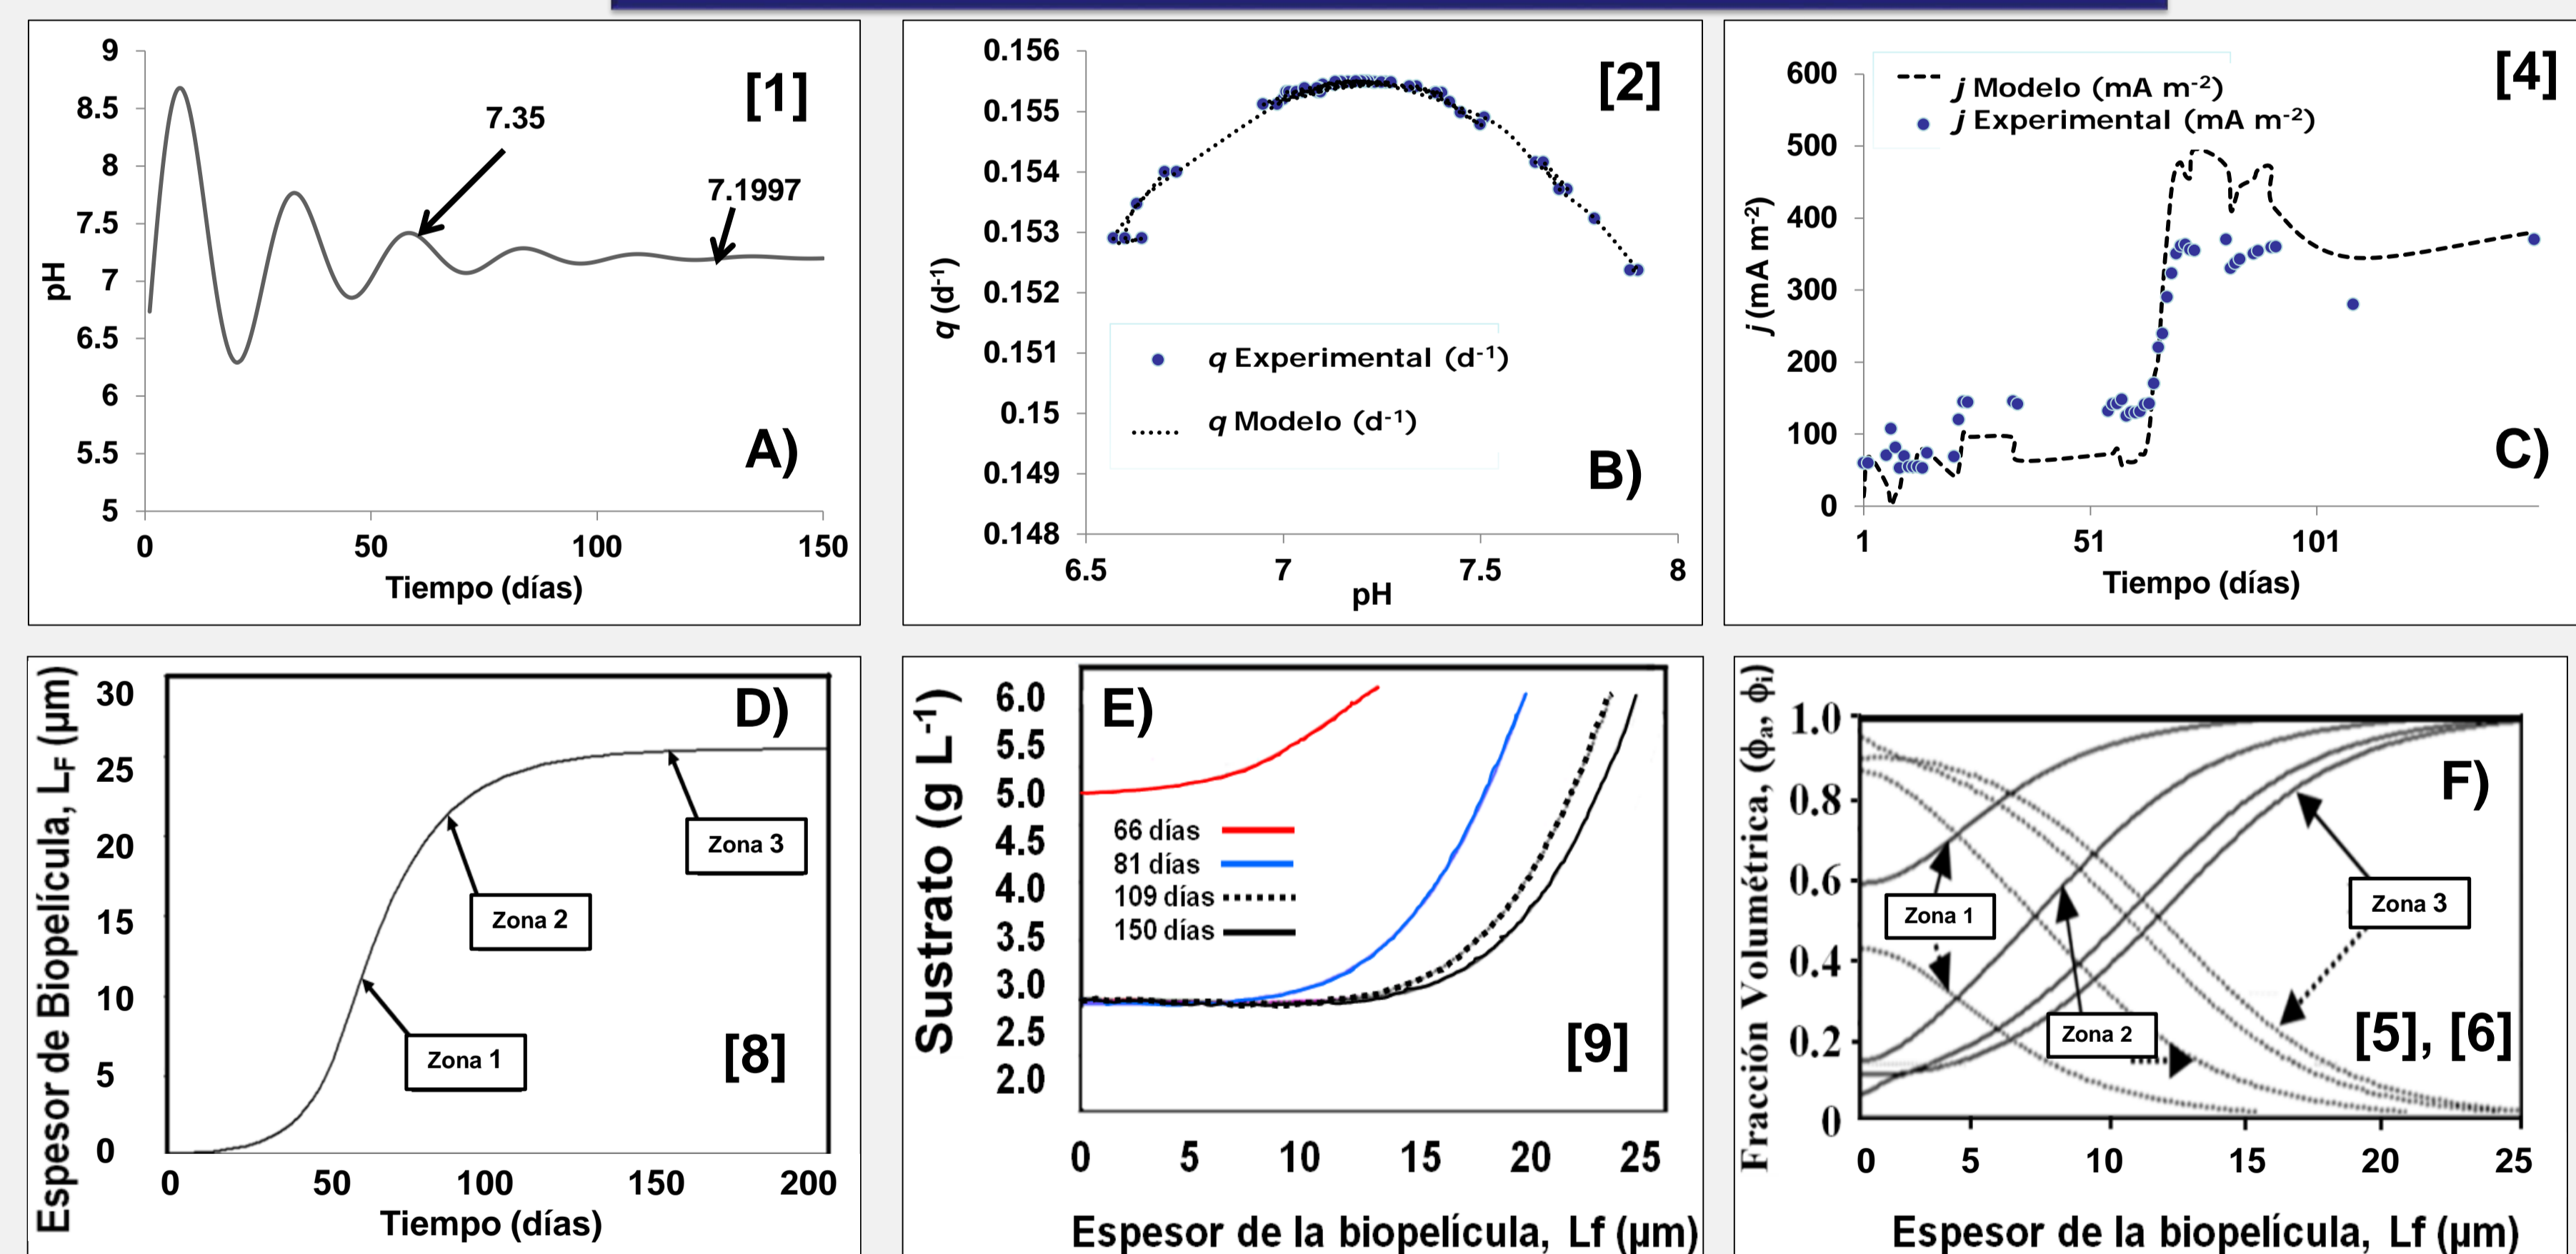 [1]
9
8.5
8
7.5
7
6.5
6
5.5
5
pH
7.35
7.1997
A)
0 50 100 150
Tiempo (días)
[2]
0.156
0.155
0.154
0.153
0.152
0.151
0.15
0.149
0.148
q (d-1)
q Experimental (d-1)
q Modelo (d-1)
B)
6.5 7 7.5 8
pH
[4]
600
500
400
300
200
100
0
j (mA m-2)
j Modelo (mA m-2)
j Experimental (mA m-2)
C)
1 51 101
Tiempo (días)
D)
Espesor de Biopelícula, LF (µm)
30
25
20
15
10
5
0
Zona 3
Zona 2
Zona 1
[8]
0 50 100 150 200
Tiempo (días)
E)
Sustrato (g L-1)
6.0
5.5
5.0
4.5
4.0
3.5
3.0
2.5
2.0
66 días
81 días
109 días
150 días
[9]
0 5 10 15 20 25
Espesor de la biopelícula, Lf (µm)
F)
Fracción Volumétrica, (ϕa, ϕi)
1.0
0.8
0.6
0.4
0.2
0
Zona 1
Zona 3
Zona 2
[5], [6]
0 5 10 15 20 25
Espesor de la biopelícula, Lf (µm)